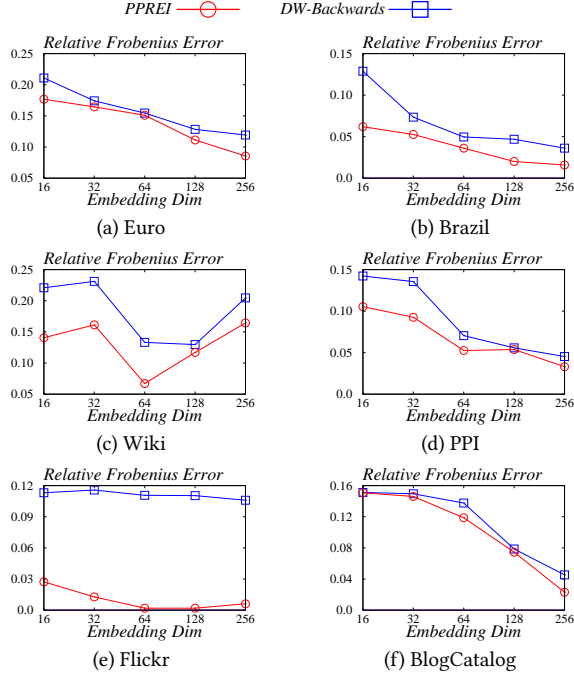 PPREI DW-Backwards
Relative Frobenius Error Relative Frobenius Error
0.25 0.15
0.20 0.10
0.15 0.05
0.10 0.0
0.05
16 32 64 128 256 16 32 64 128 256
Embedding Dim Embedding Dim
(a) Euro (b) Brazil
Relative Frobenius Error Relative Frobenius Error
0.25 0.15
0.20 0.10
0.15 0.05
0.10 0.0
0.05
16 32 64 128 256 16 32 64 128 256
Embedding Dim Embedding Dim
(c) Wiki (d) PPI
Relative Frobenius Error Relative Frobenius Error
0.12 0.16
0.09 0.12
0.06 0.08
0.03 0.04
0.0 0.0
16 32 64 128 256 16 32 64 128 256
Embedding Dim Embedding Dim
(e) Flickr (f) BlogCatalog